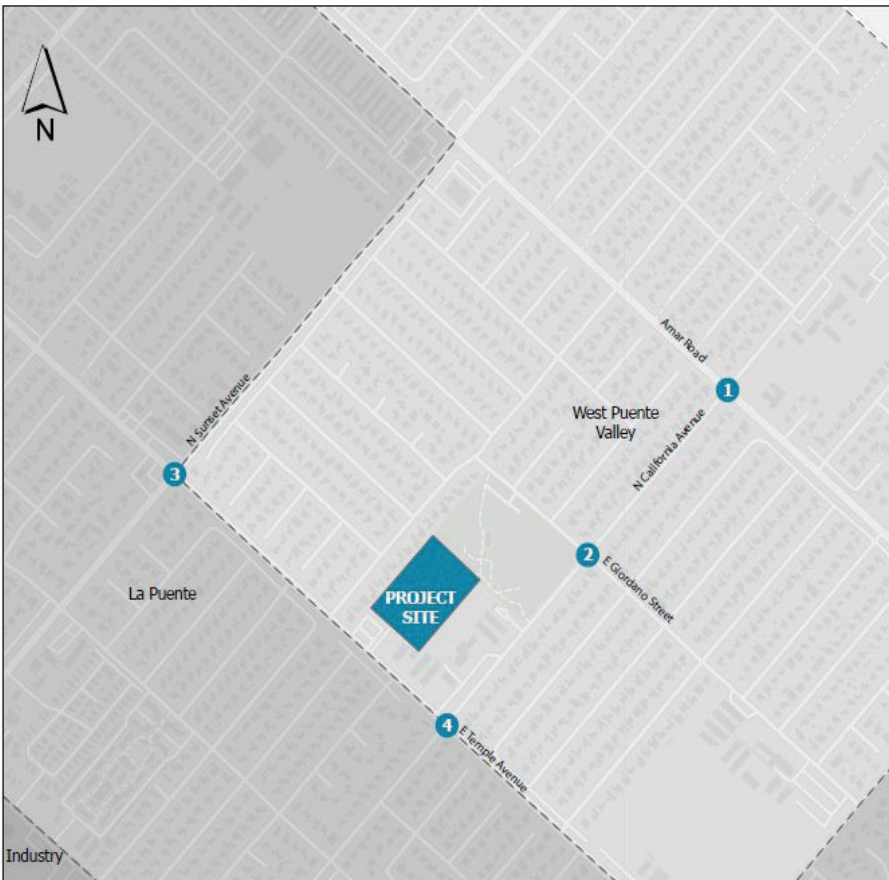 N
Amar Road
1
West Puente
Valley
N California Avenue
N Sunset Avenue
3
2
E Giordano Street
La Puente
PROJECT
SITE
4
E Temple Avenue
Industry